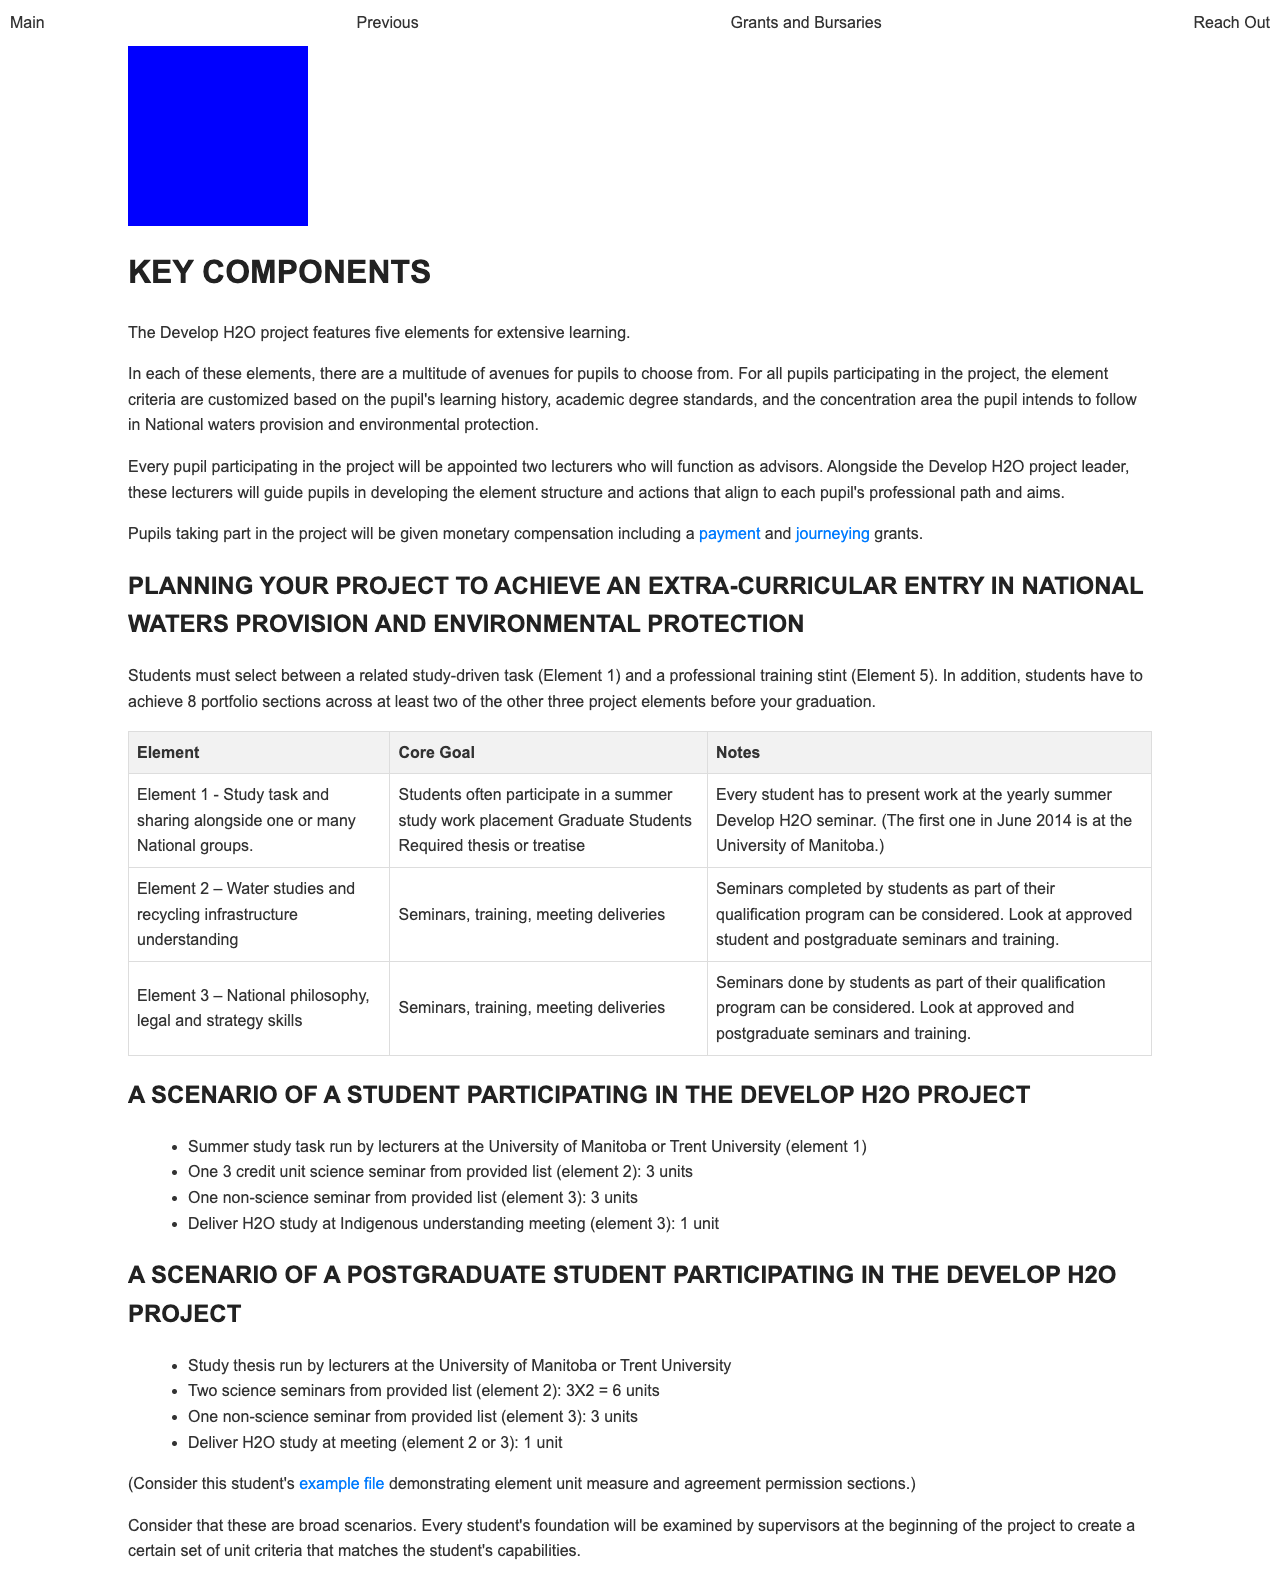 Main
Previous
Grants and Bursaries
Reach Out
KEY COMPONENTS
The Develop H2O project features five elements for extensive learning.
In each of these elements, there are a multitude of avenues for pupils to choose from. For all pupils participating in the project, the element
criteria are customized based on the pupil's learning history, academic degree standards, and the concentration area the pupil intends to follow
in National waters provision and environmental protection.
Every pupil participating in the project will be appointed two lecturers who will function as advisors. Alongside the Develop H2O project leader,
these lecturers will guide pupils in developing the element structure and actions that align to each pupil's professional path and aims.
Pupils taking part in the project will be given monetary compensation including a payment and journeying grants.
PLANNING YOUR PROJECT TO ACHIEVE AN EXTRA-CURRICULAR ENTRY IN NATIONAL
WATERS PROVISION AND ENVIRONMENTAL PROTECTION
Students must select between a related study-driven task (Element 1) and a professional training stint (Element 5). In addition, students have to
achieve 8 portfolio sections across at least two of the other three project elements before your graduation.
Element
Core Goal
Notes
Element 1 - Study task and
sharing alongside one or many
National groups.
Students often participate in a summer
study work placement Graduate Students
Required thesis or treatise
Every student has to present work at the yearly summer
Develop H2O seminar. (The first one in June 2014 is at the
University of Manitoba.)
Element 2 – Water studies and
recycling infrastructure
understanding
Seminars, training, meeting deliveries
Seminars completed by students as part of their
qualification program can be considered. Look at approved
student and postgraduate seminars and training.
Element 3 – National philosophy,
legal and strategy skills
Seminars, training, meeting deliveries
Seminars done by students as part of their qualification
program can be considered. Look at approved and
postgraduate seminars and training.
A SCENARIO OF A STUDENT PARTICIPATING IN THE DEVELOP H2O PROJECT
• Summer study task run by lecturers at the University of Manitoba or Trent University (element 1)
• One 3 credit unit science seminar from provided list (element 2): 3 units
• One non-science seminar from provided list (element 3): 3 units
• Deliver H2O study at Indigenous understanding meeting (element 3): 1 unit
A SCENARIO OF A POSTGRADUATE STUDENT PARTICIPATING IN THE DEVELOP H2O
PROJECT
• Study thesis run by lecturers at the University of Manitoba or Trent University
• Two science seminars from provided list (element 2): 3X2 = 6 units
• One non-science seminar from provided list (element 3): 3 units
• Deliver H2O study at meeting (element 2 or 3): 1 unit
(Consider this student's example file demonstrating element unit measure and agreement permission sections.)
Consider that these are broad scenarios. Every student's foundation will be examined by supervisors at the beginning of the project to create a
certain set of unit criteria that matches the student's capabilities.